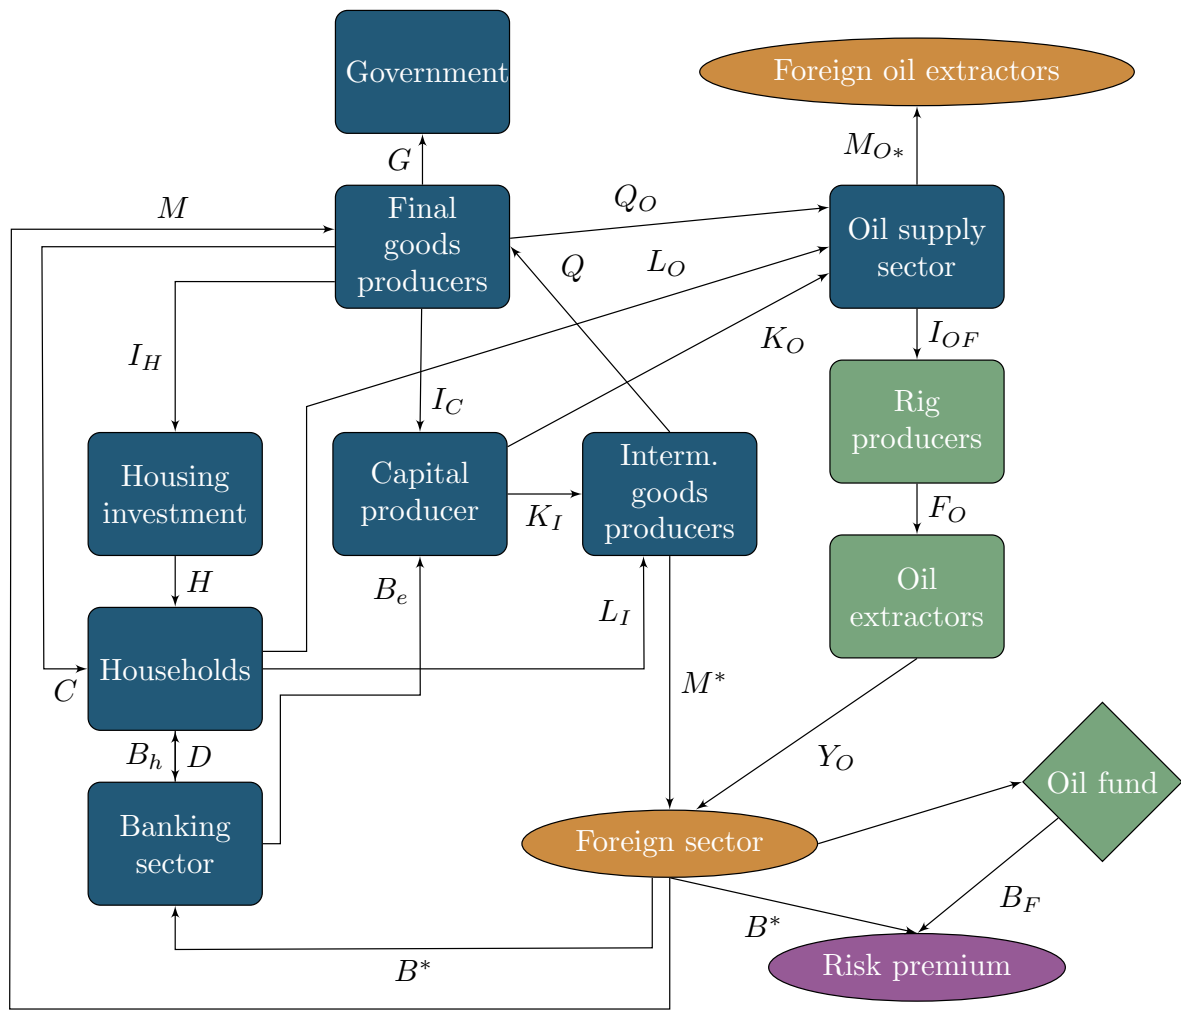 Government
Foreign oil extractors
G
M_{O*}
M
Final
goods
producers
Q_O
Oil supply
sector
Q
L_O
I_H
I_C
K_O
I_{OF}
Rig
producers
Housing
investment
Capital
producer
K_I
Interm.
goods
producers
F_O
H
B_e
L_I
Oil
extractors
C
Households
M*
B_h
D
Y_O
Oil fund
Banking
sector
Foreign sector
B_F
B*
B*
Risk premium